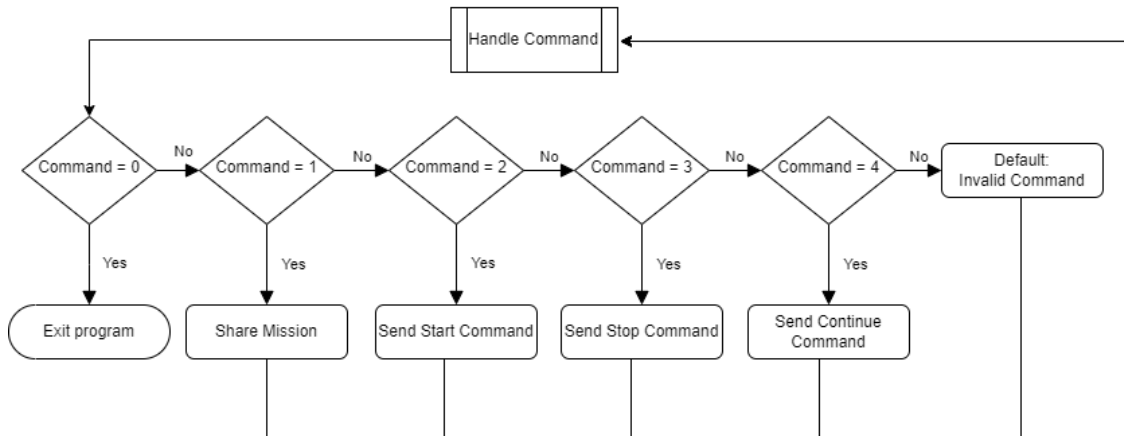 Handle Command
Command = 0
No
Command = 1
No
Command = 2
No
Command = 3
No
Command = 4
No
Default:
Invalid Command
Yes
Yes
Yes
Yes
Yes
Exit program
Share Mission
Send Start Command
Send Stop Command
Send Continue
Command